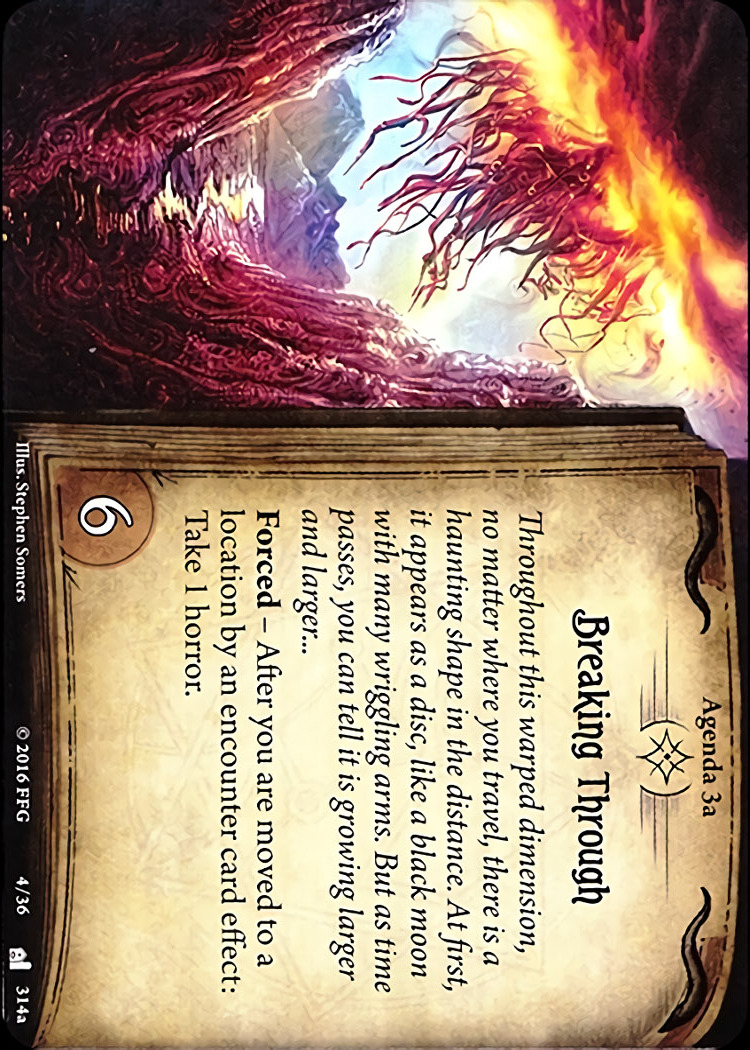 Agenda 3a
Breaking Through
Throughout this warped dimension,
no matter where you travel, there is a
haunting shape in the distance. At first,
it appears as a disc, like a black moon
with many wriggling arms. But as time
passes, you can tell it is growing larger
and larger...
Forced – After you are moved to a
location by an encounter card effect:
Take 1 horror.
6
Illus. Stephen Somers © 2016 FFG 4/36 314a